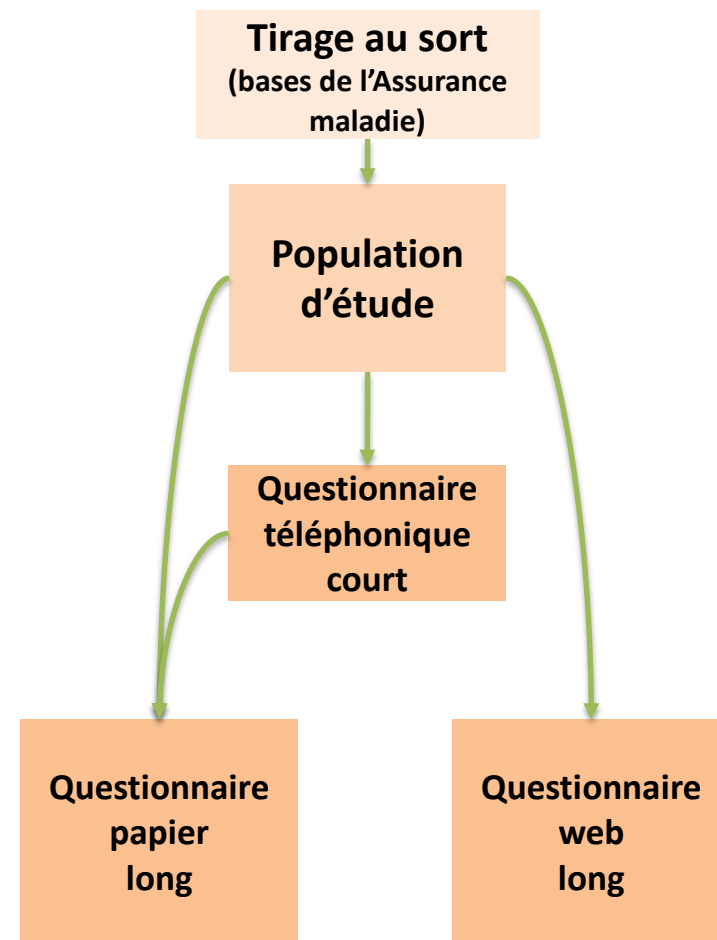 Tirage au sort
(bases de l’Assurance
maladie)
Population
d’étude
Questionnaire
téléphonique
court
Questionnaire
papier
long
Questionnaire
web
long